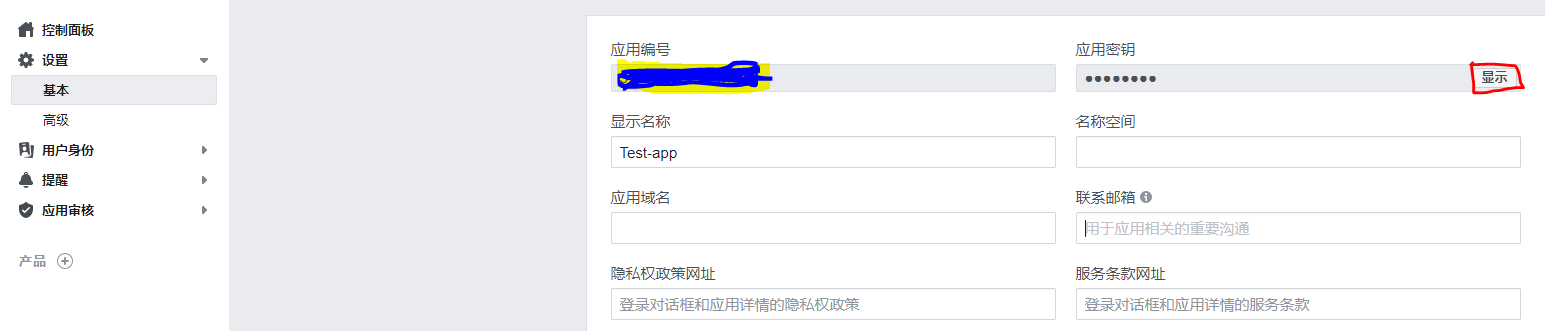 控制面板
设置
基本
高级
用户身份
提醒
应用审核
产品
应用编号
应用密钥
●●●●●●●●
显示
显示名称
名称空间
Test-app
应用域名
联系邮箱
用于应用相关的重要沟通
隐私权政策网址
服务条款网址
登录对话框和应用详情的隐私权政策
登录对话框和应用详情的服务条款